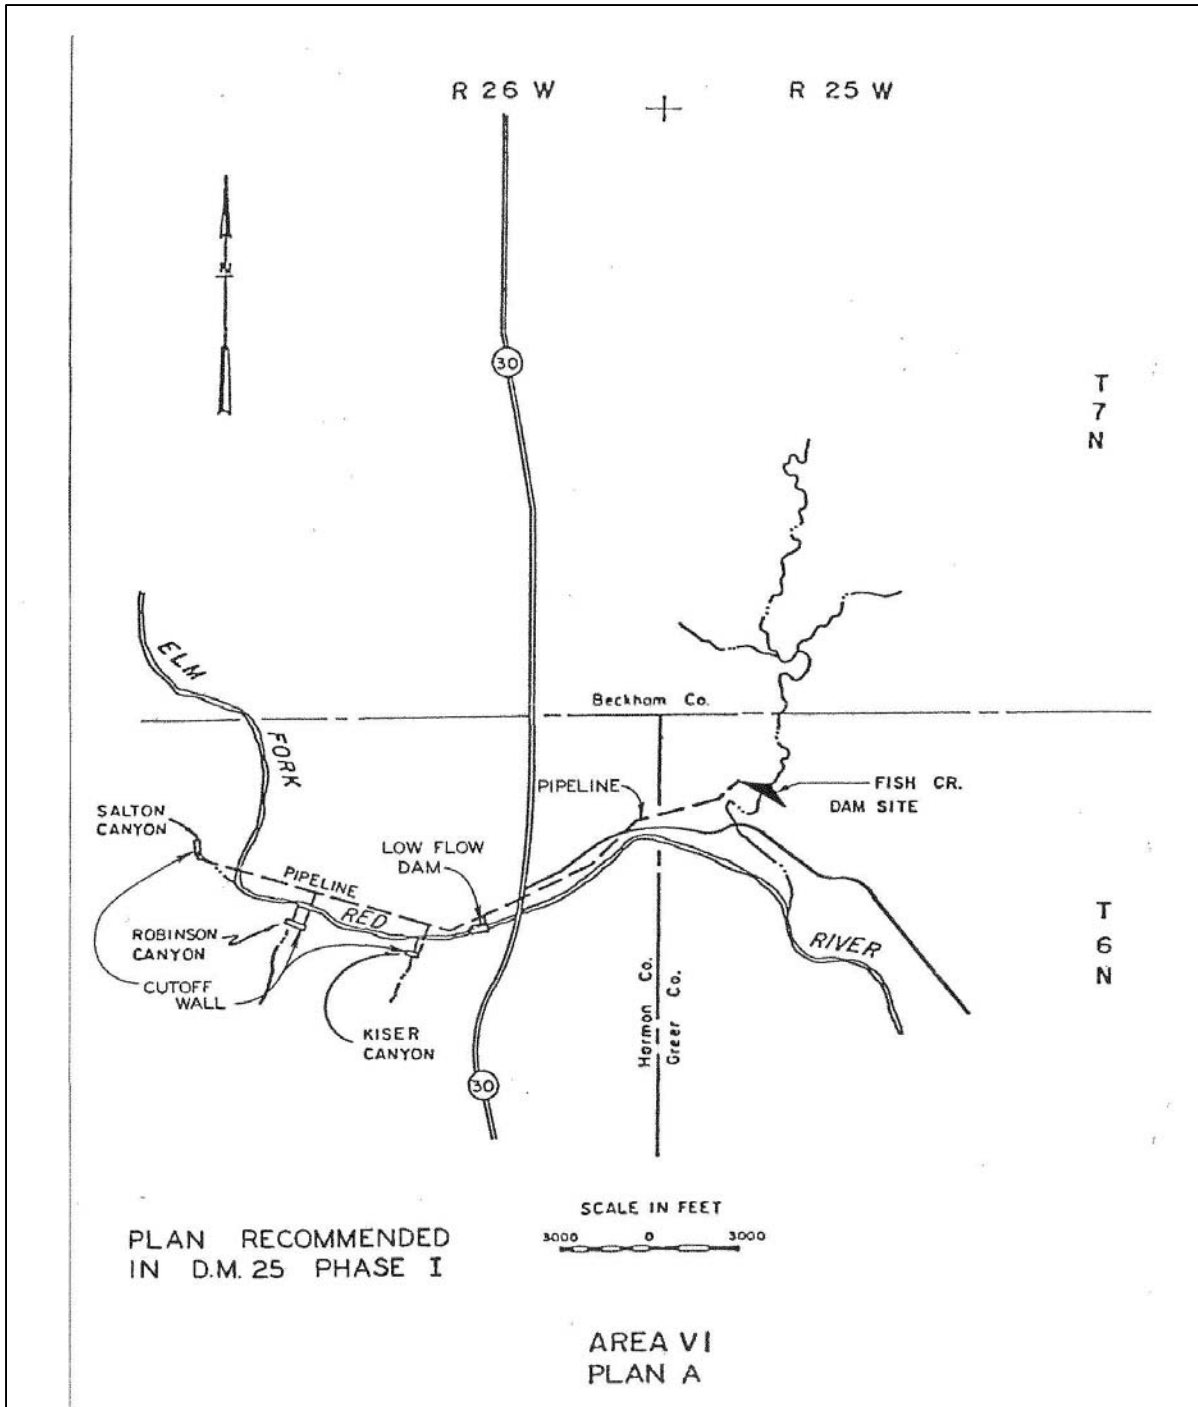 R 26 W
R 25 W
N
30
T
7
N
ELM
FORK
Beckham Co.
PIPELINE
FISH CR.
DAM SITE
SALTON
CANYON
LOW FLOW
DAM
PIPELINE
RED
RIVER
T
6
N
ROBINSON
CANYON
CUTOFF
WALL
KISER
CANYON
Harmon Co.
Greer Co.
30
SCALE IN FEET
3000 0 3000
PLAN RECOMMENDED
IN D.M. 25 PHASE I
AREA VI
PLAN A